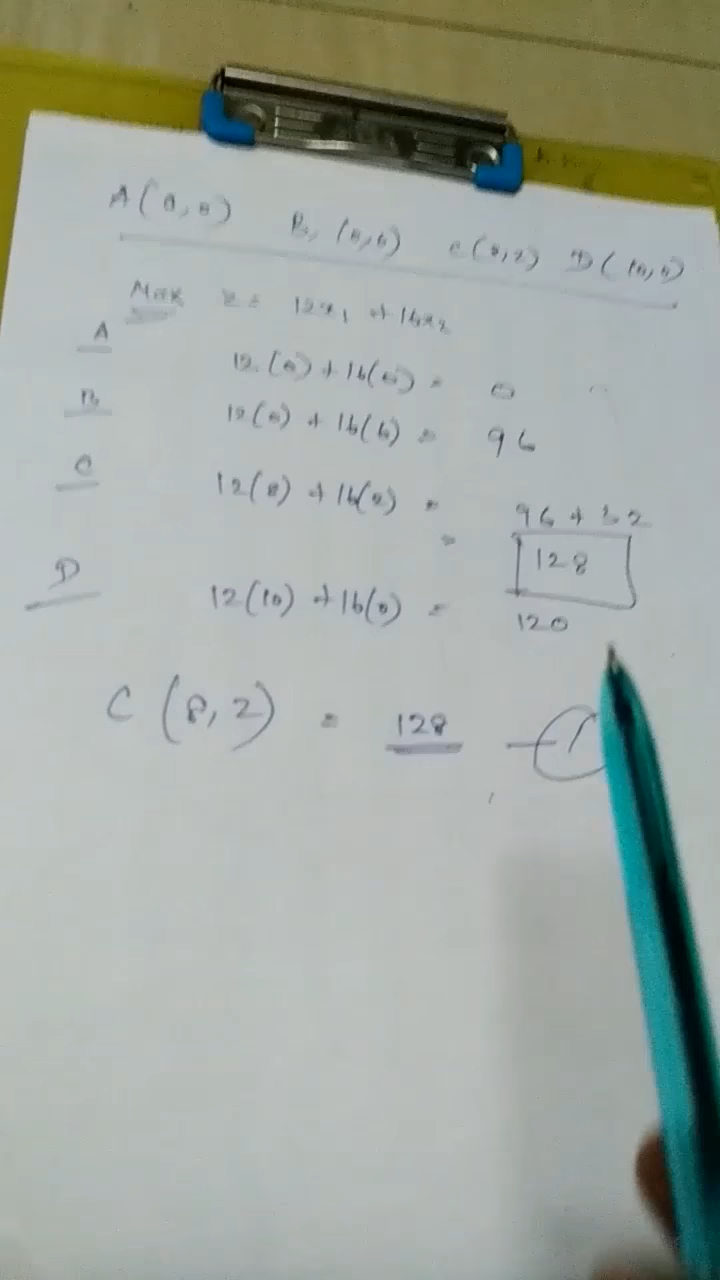 A(0,0) B(0,6) C(8,2) D(10,0)
Max z = 12x₁ + 16x₂
A 12(0) + 16(0) = 0
B 12(0) + 16(6) = 96
C 12(8) + 16(2) = 96 + 32
= 128
D 12(10) + 16(0) = 120
C (8,2) = 128 — 1